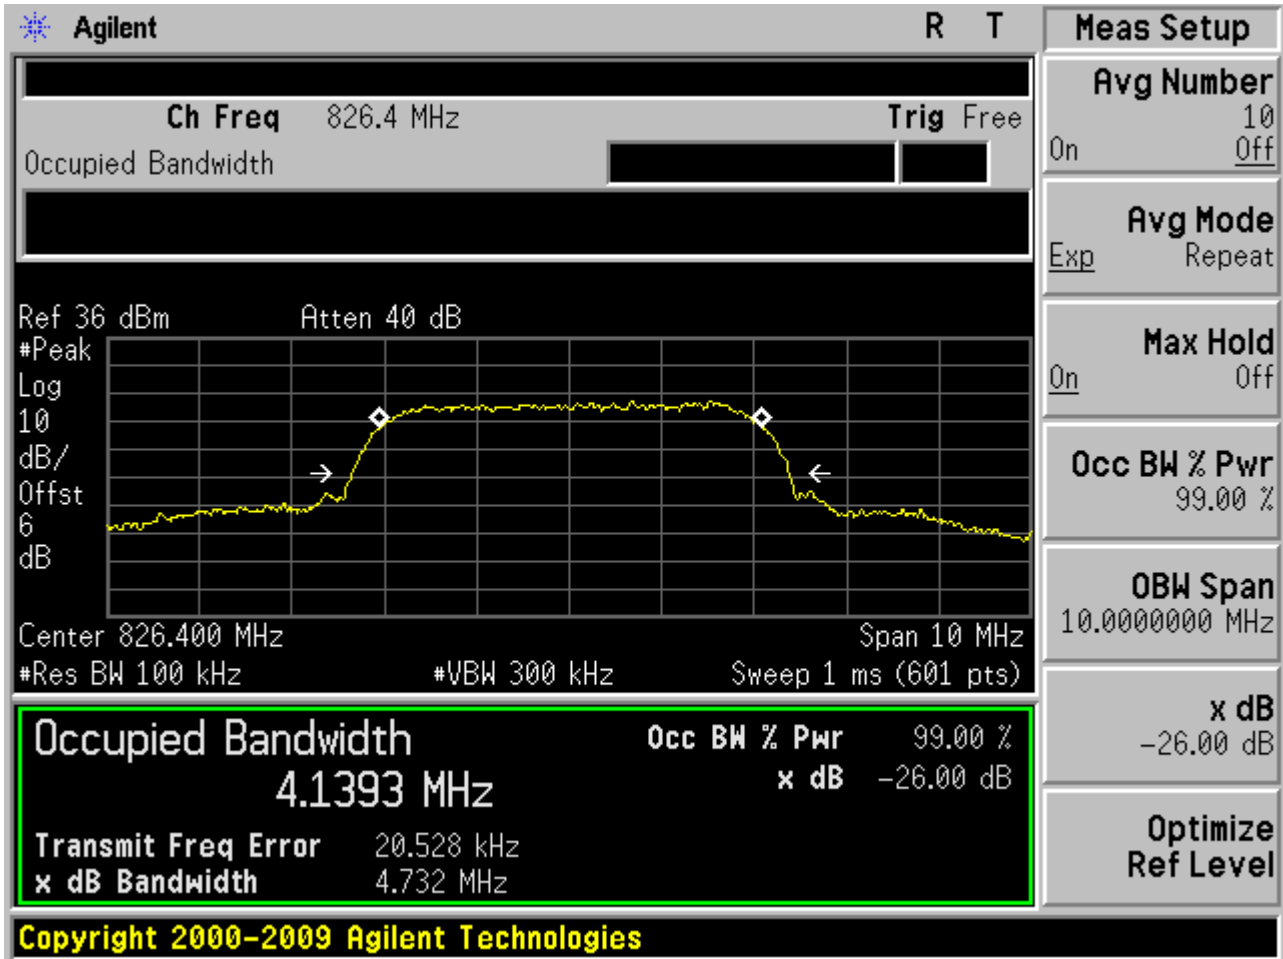 Agilent R T
Ch Freq 826.4 MHz Trig Free
Occupied Bandwidth
Ref 36 dBm Atten 40 dB
#Peak
Log
10
dB/
Offst
6
dB
Center 826.400 MHz Span 10 MHz
#Res BW 100 kHz #VBW 300 kHz Sweep 1 ms (601 pts)
Occupied Bandwidth
4.1393 MHz
Occ BW % Pwr 99.00 %
x dB -26.00 dB
Transmit Freq Error 20.528 kHz
x dB Bandwidth 4.732 MHz
Copyright 2000-2009 Agilent Technologies
Meas Setup
Avg Number
10
On Off
Avg Mode
Exp Repeat
Max Hold
On Off
Occ BW % Pwr
99.00 %
OBW Span
10.0000000 MHz
x dB
-26.00 dB
Optimize
Ref Level